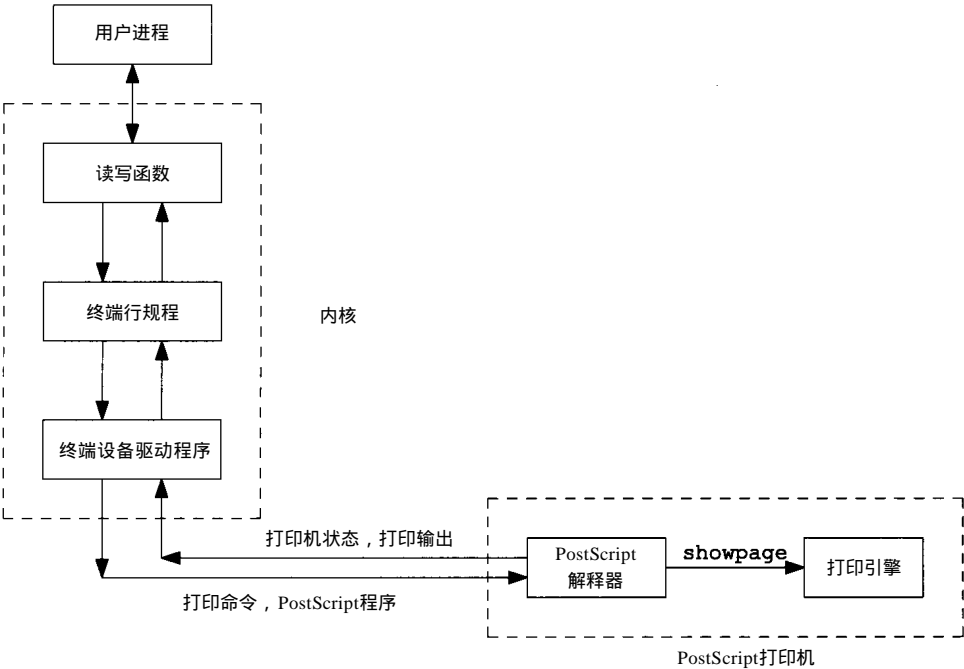 用户进程
读写函数
终端行规程
内核
终端设备驱动程序
打印机状态，打印输出
PostScript
解释器
showpage
打印引擎
打印命令，PostScript程序
PostScript打印机